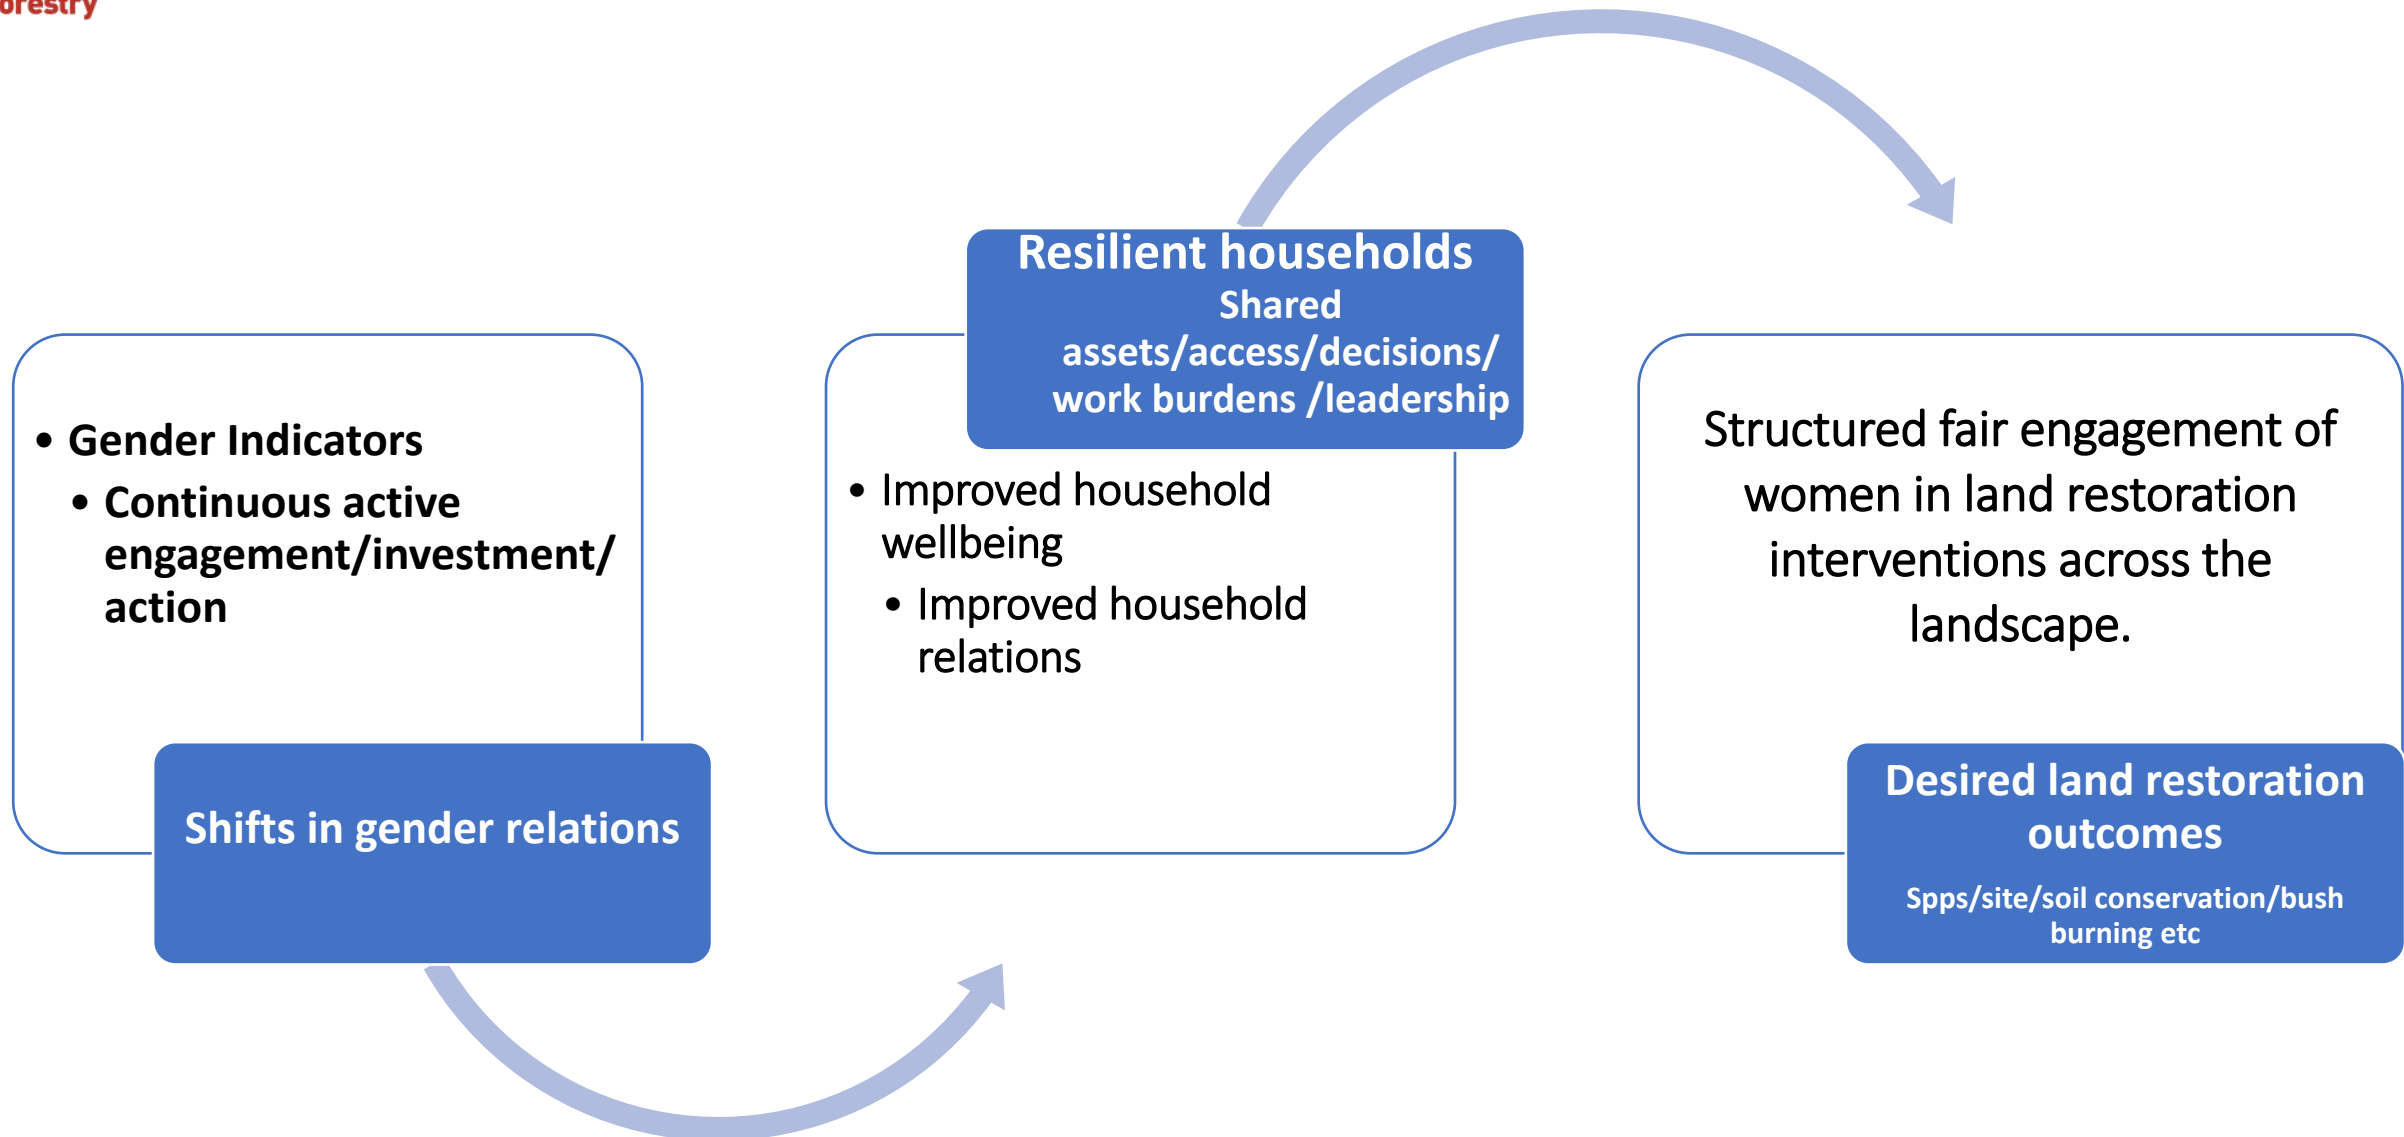 • Gender Indicators
• Continuous active
engagement/investment/
action
Shifts in gender relations
Resilient households
Shared
assets/access/decisions/
work burdens /leadership
• Improved household
wellbeing
• Improved household
relations
Structured fair engagement of
women in land restoration
interventions across the
landscape.
Desired land restoration
outcomes
Spps/site/soil conservation/bush
burning etc